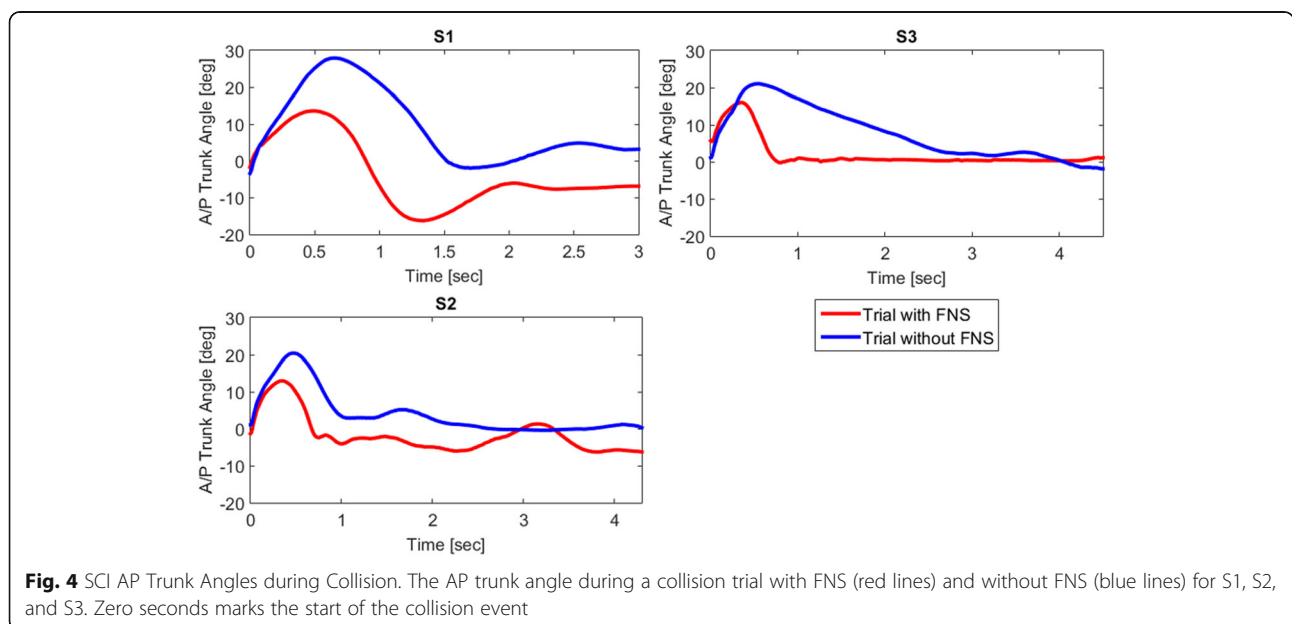 S1
A/P Trunk Angle [deg]
30
20
10
0
-10
-20
0 0.5 1 1.5 2 2.5 3
Time [sec]
S3
A/P Trunk Angle [deg]
30
20
10
0
-10
-20
0 1 2 3 4
Time [sec]
S2
A/P Trunk Angle [deg]
30
20
10
0
-10
-20
0 1 2 3 4
Time [sec]
Trial with FNS
Trial without FNS
Fig. 4 SCI AP Trunk Angles during Collision. The AP trunk angle during a collision trial with FNS (red lines) and without FNS (blue lines) for S1, S2,
and S3. Zero seconds marks the start of the collision event